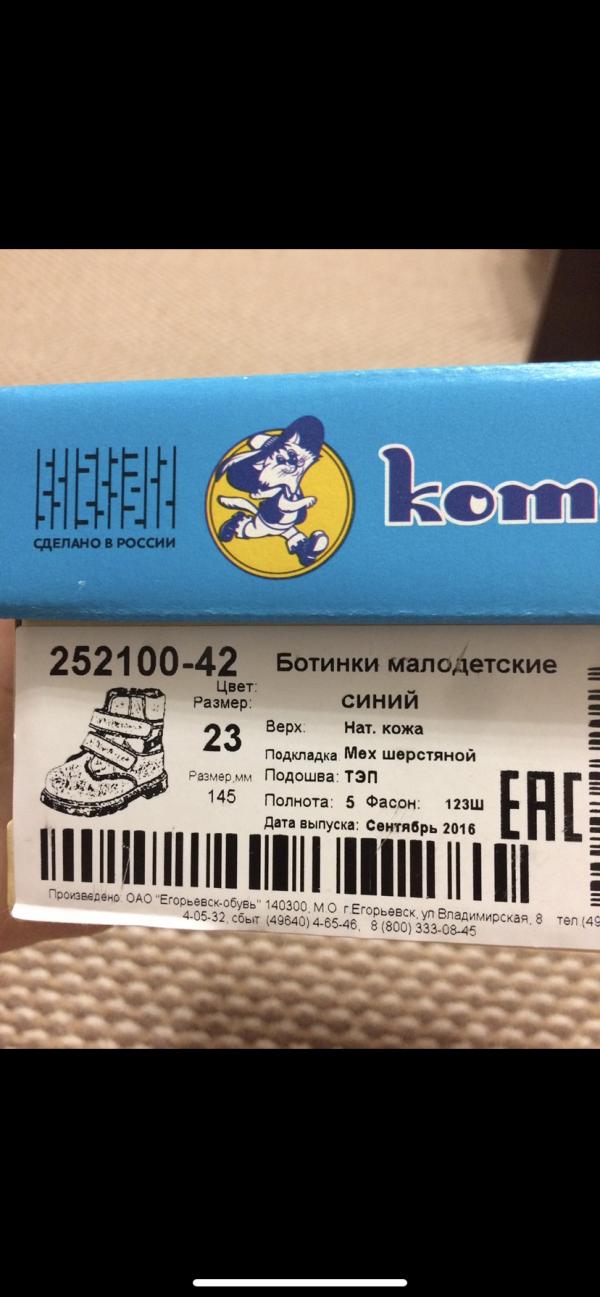 СДЕЛАНО В РОССИИ
кот
252100-42 Ботинки малодетские
Цвет: синий
Размер: 23
Верх: Нат. кожа
Подкладка Мех шерстяной
Размер,мм 145
Подошва: ТЭП
Полнота: 5 Фасон: 123Ш
Дата выпуска: Сентябрь 2016
EAC
Произведено: ОАО "Егорьевск-обувь" 140300, М.О. г.Егорьевск, ул Владимирская, 8 тел (49
4-05-32, сбыт: (49640) 4-65-46, 8 (800) 333-08-45